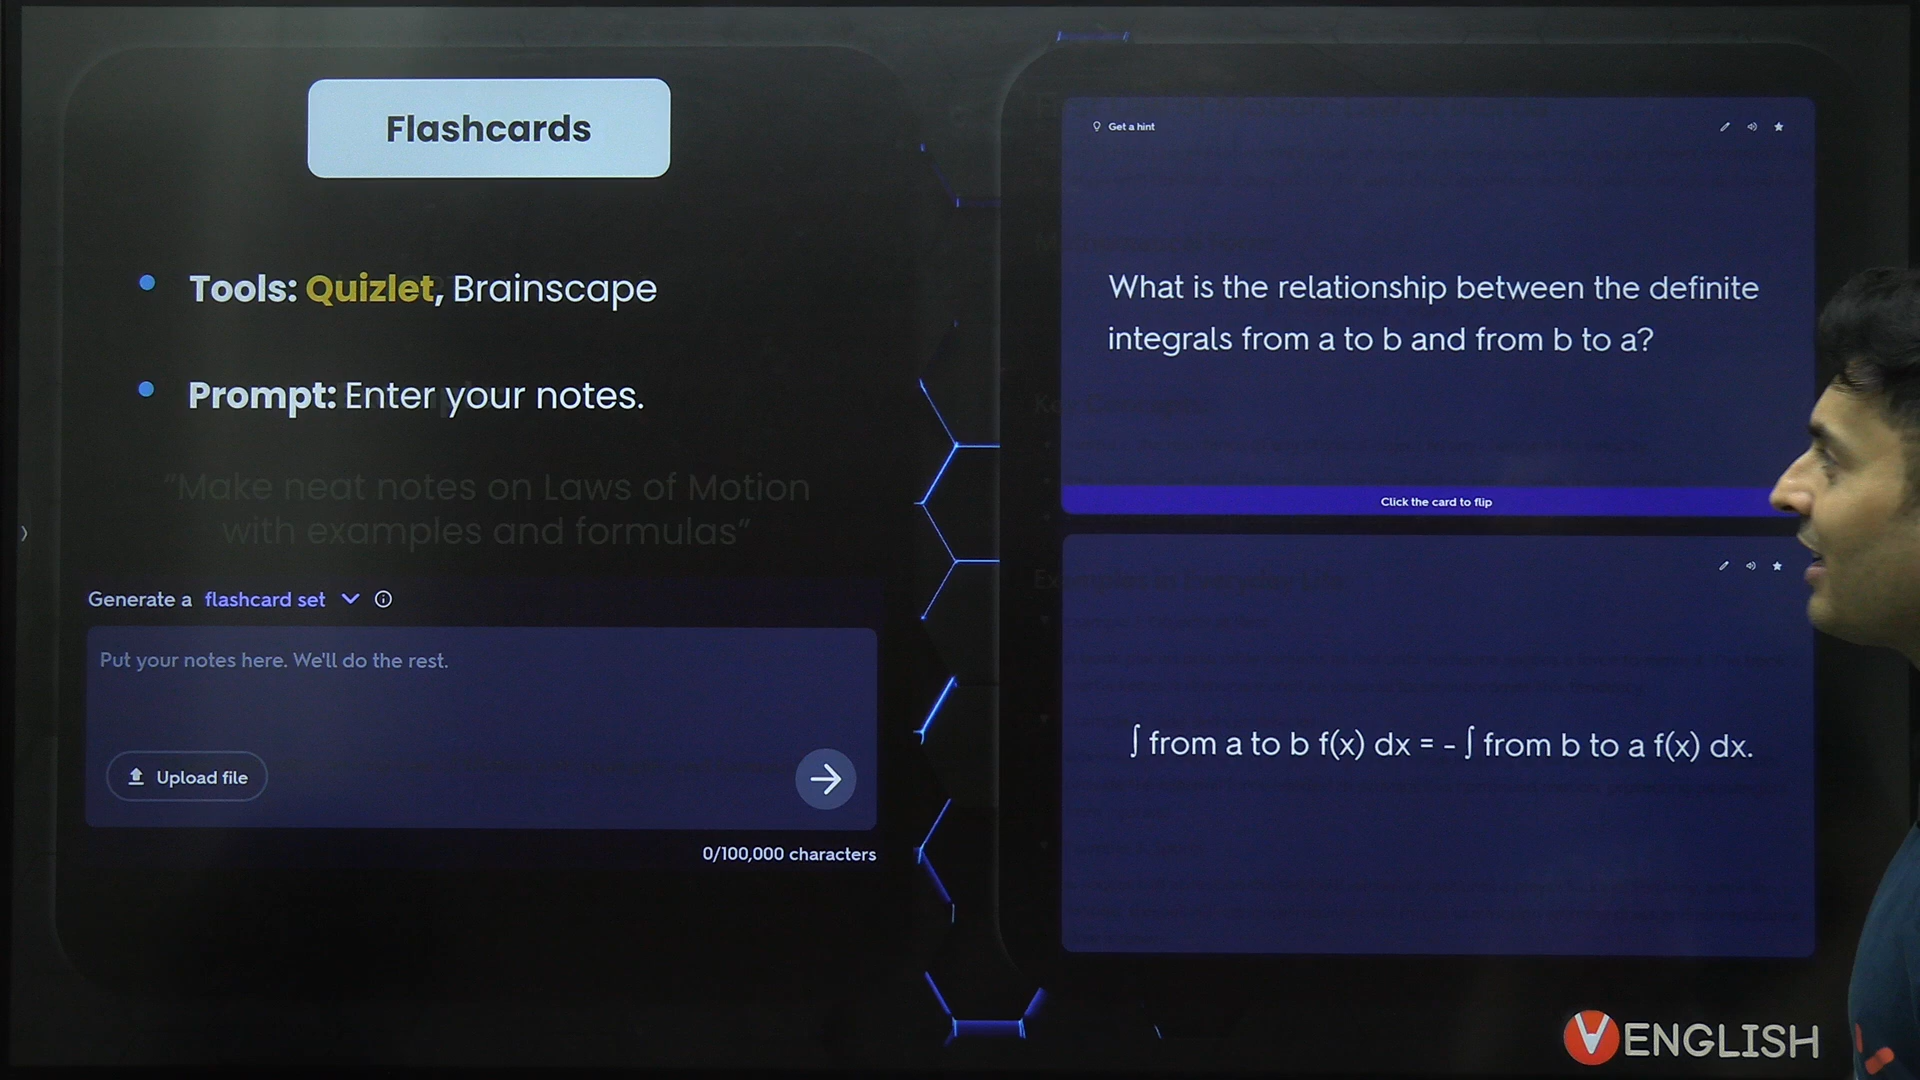 Flashcards
Tools: Quizlet, Brainscape
Prompt: Enter your notes.
"Make neat notes on Laws of Motion
with examples and formulas"
Generate a flashcard set
Put your notes here. We'll do the rest.
Upload file
0/100,000 characters
Get a hint
What is the relationship between the definite
integrals from a to b and from b to a?
Click the card to flip
∫ from a to b f(x) dx = - ∫ from b to a f(x) dx.
V ENGLISH